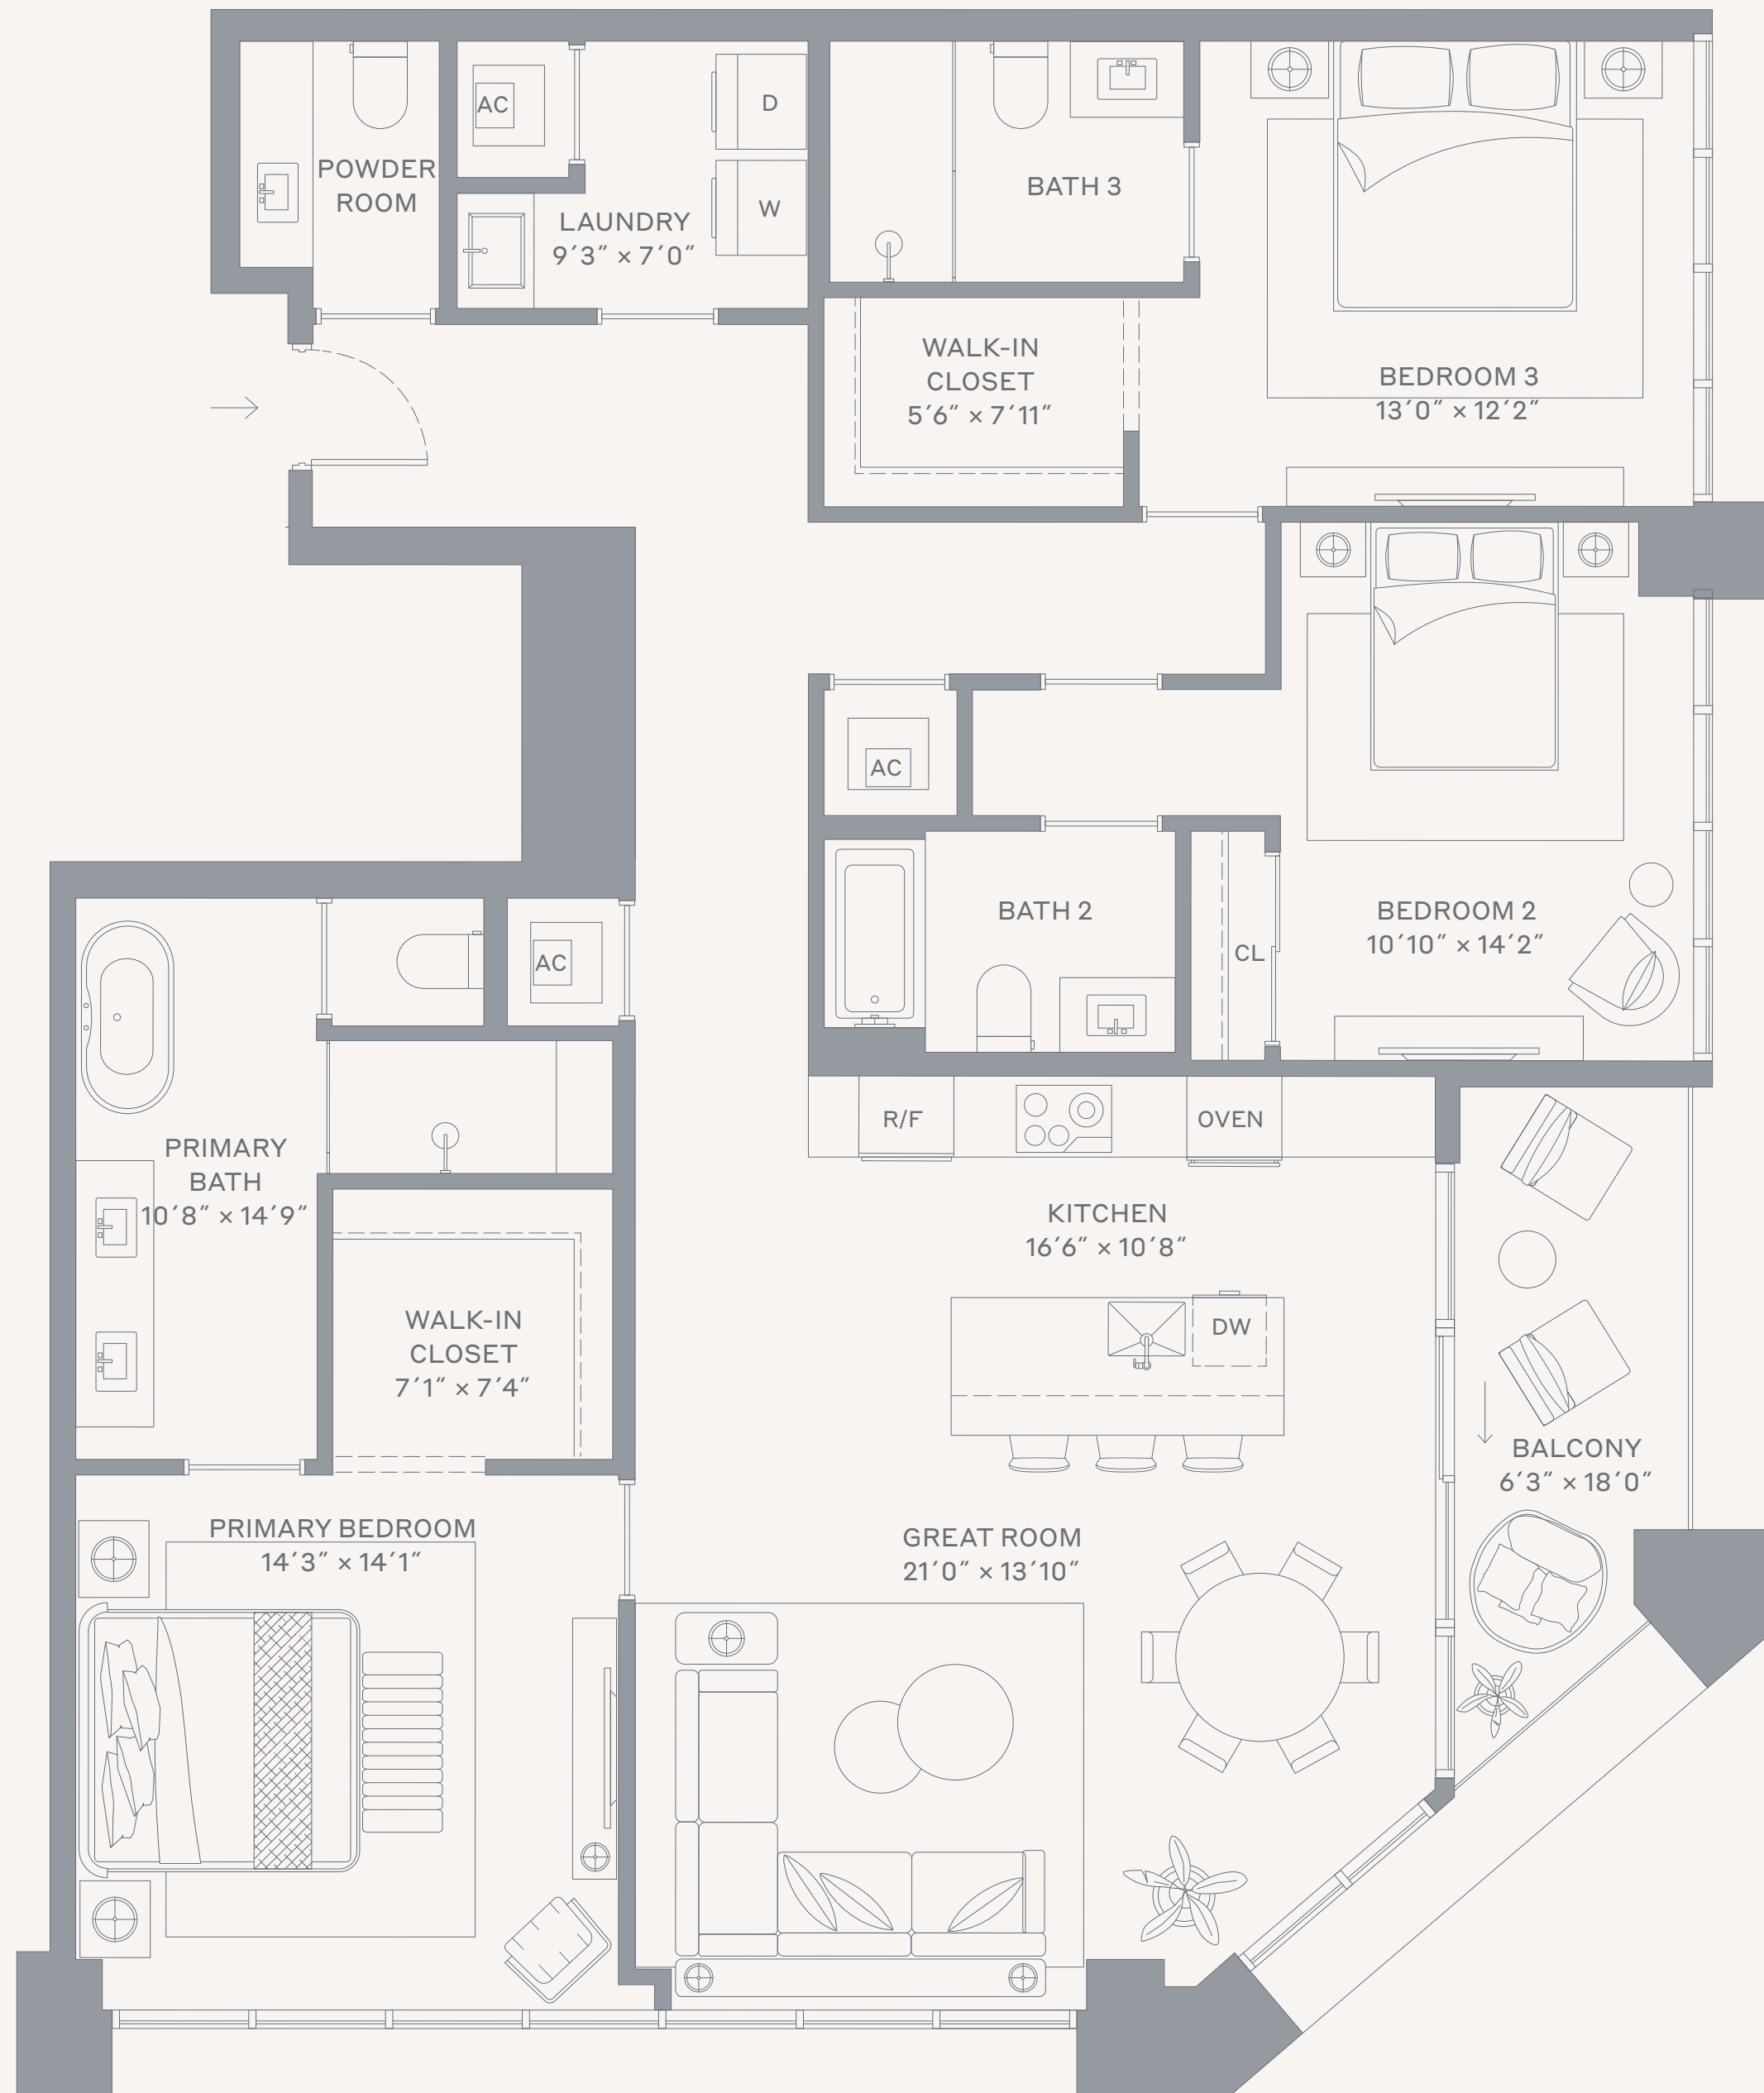 POWDER
ROOM
AC
LAUNDRY
9′3″ × 7′0″
D
W
BATH 3
WALK-IN
CLOSET
5′6″ × 7′11″
BEDROOM 3
13′0″ × 12′2″
AC
BATH 2
CL
BEDROOM 2
10′10″ × 14′2″
AC
PRIMARY
BATH
10′8″ × 14′9″
WALK-IN
CLOSET
7′1″ × 7′4″
R/F
OVEN
KITCHEN
16′6″ × 10′8″
DW
BALCONY
6′3″ × 18′0″
PRIMARY BEDROOM
14′3″ × 14′1″
GREAT ROOM
21′0″ × 13′10″